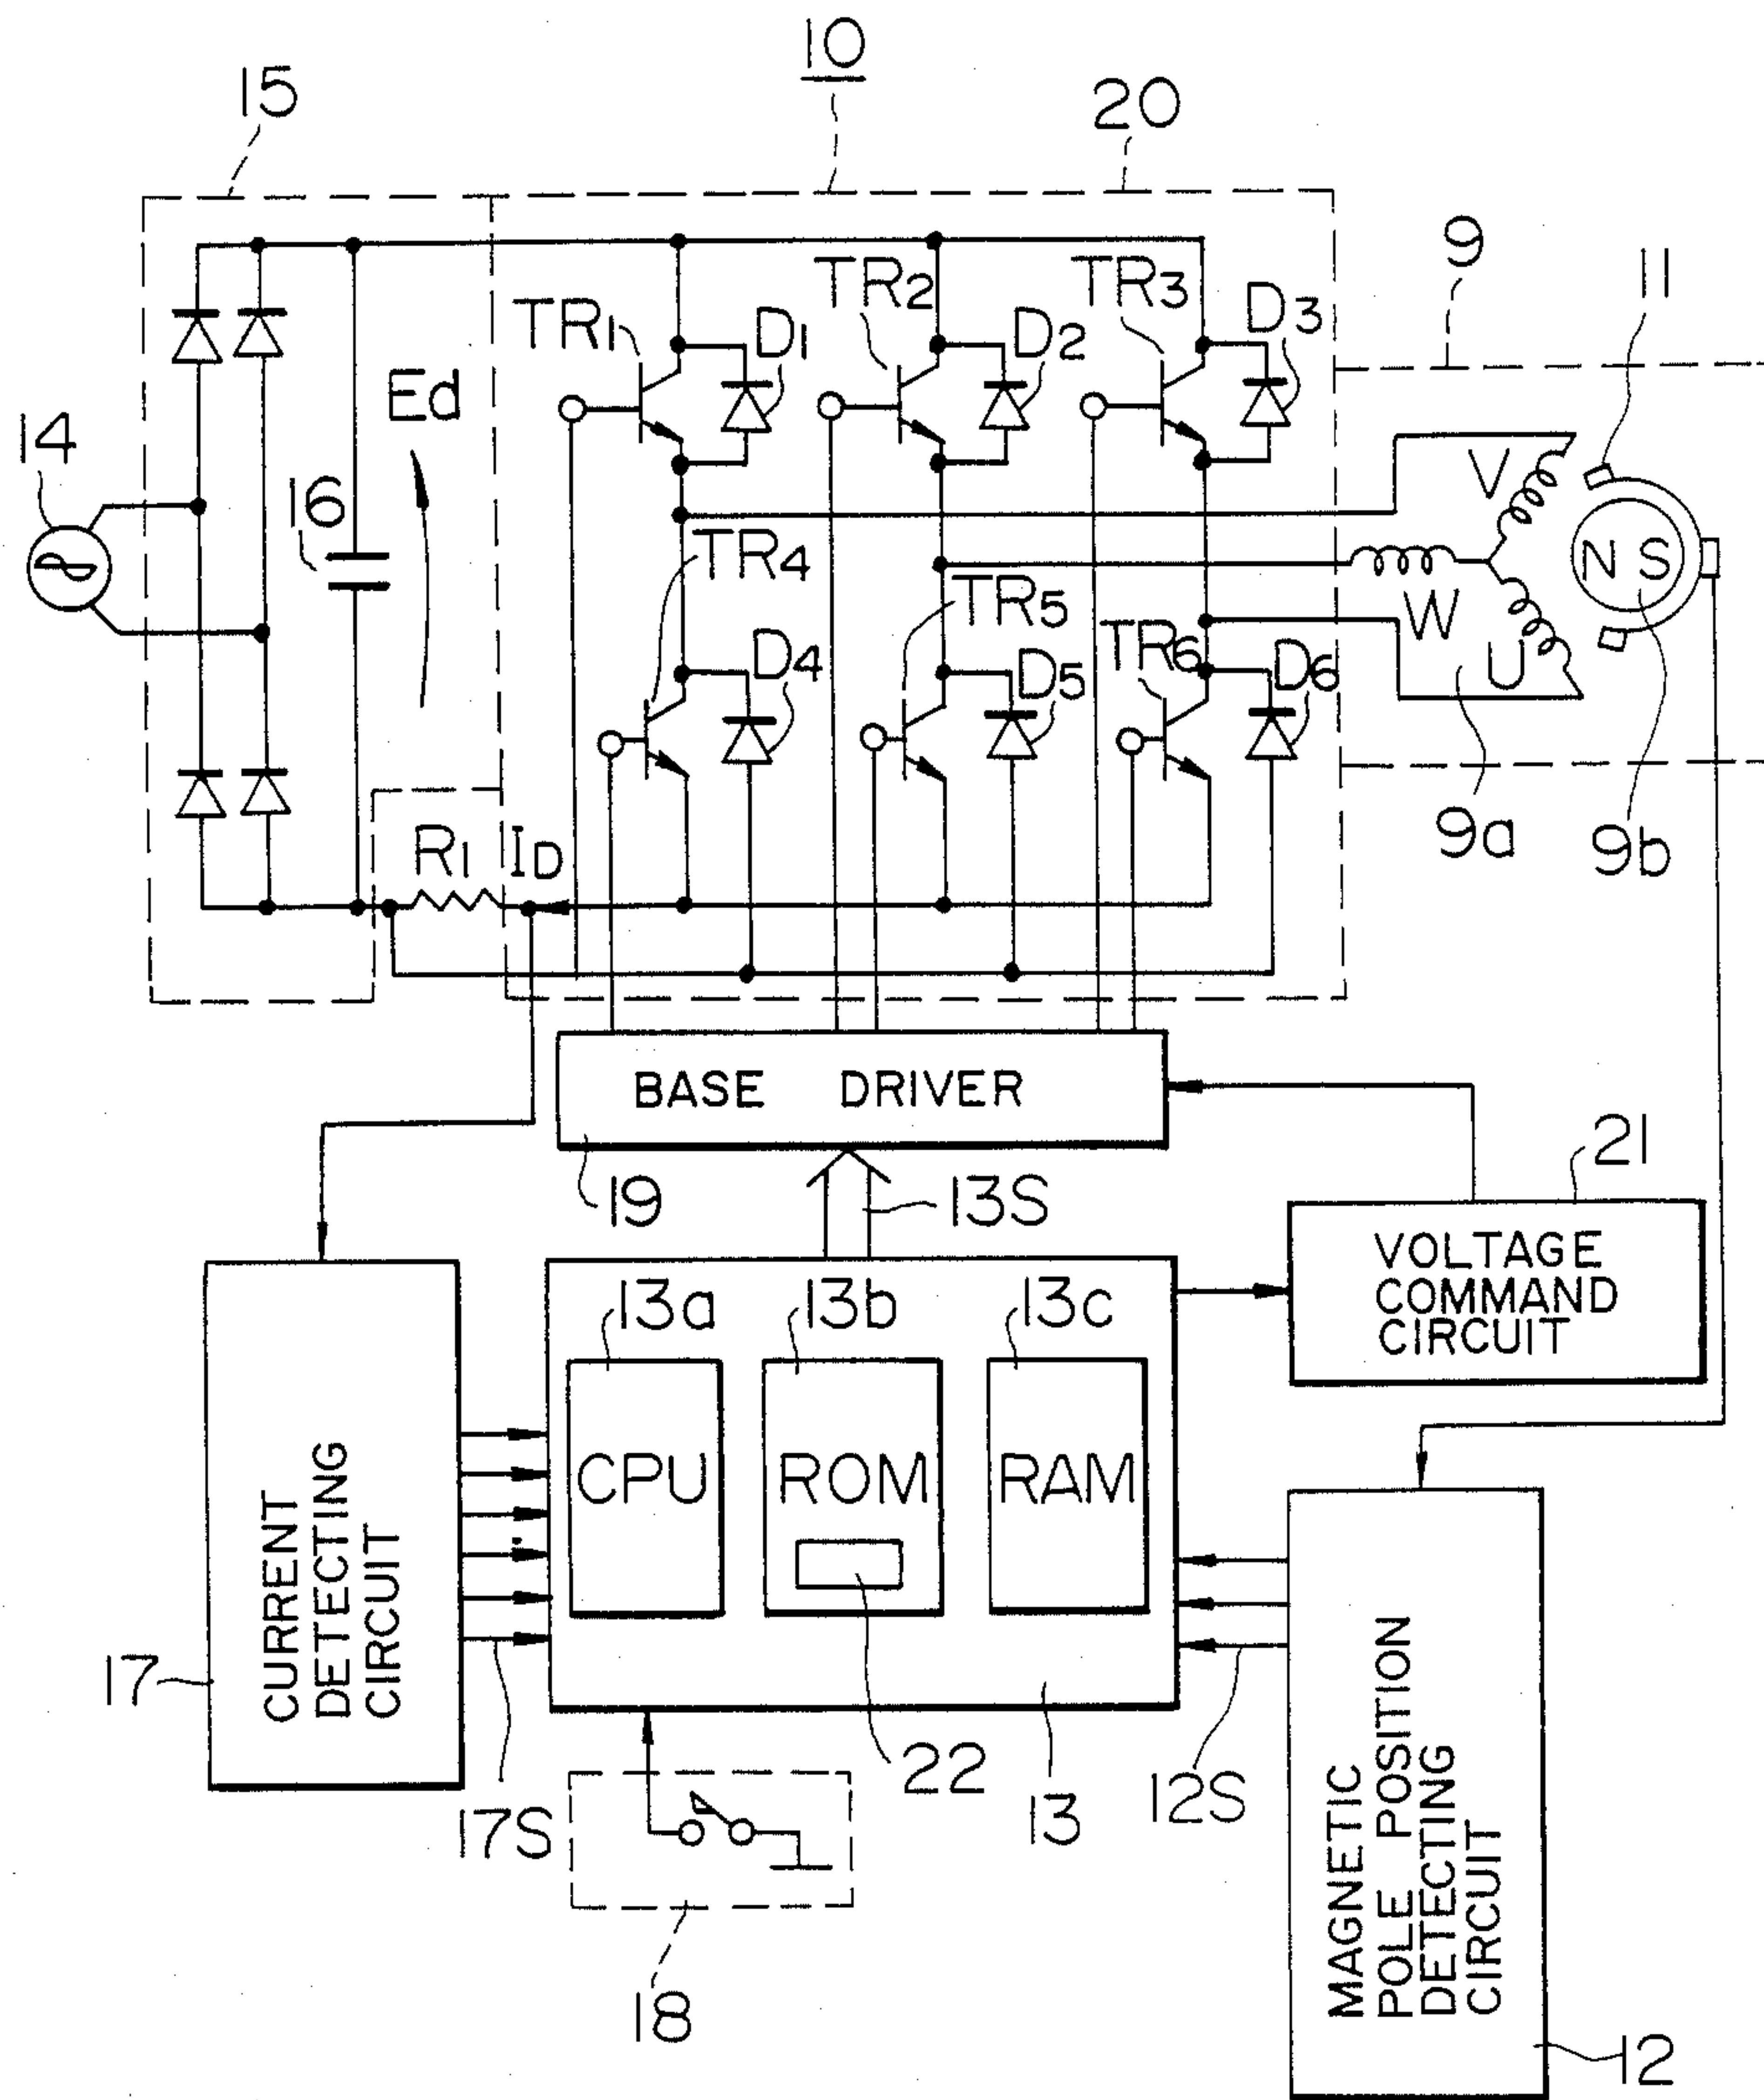 10
15
20
9
11
TR1
D1
TR2
D2
TR3
D3
Ed
14
16
V
N S
W
U
TR4
D4
TR5
D5
TR6
D6
9a
9b
R1
ID
BASE DRIVER
19
13S
21
VOLTAGE
COMMAND
CIRCUIT
13a
13b
13c
CPU
ROM
RAM
CURRENT
DETECTING
CIRCUIT
17
17S
22
13
12S
18
MAGNETIC
POLE POSITION
DETECTING
CIRCUIT
12